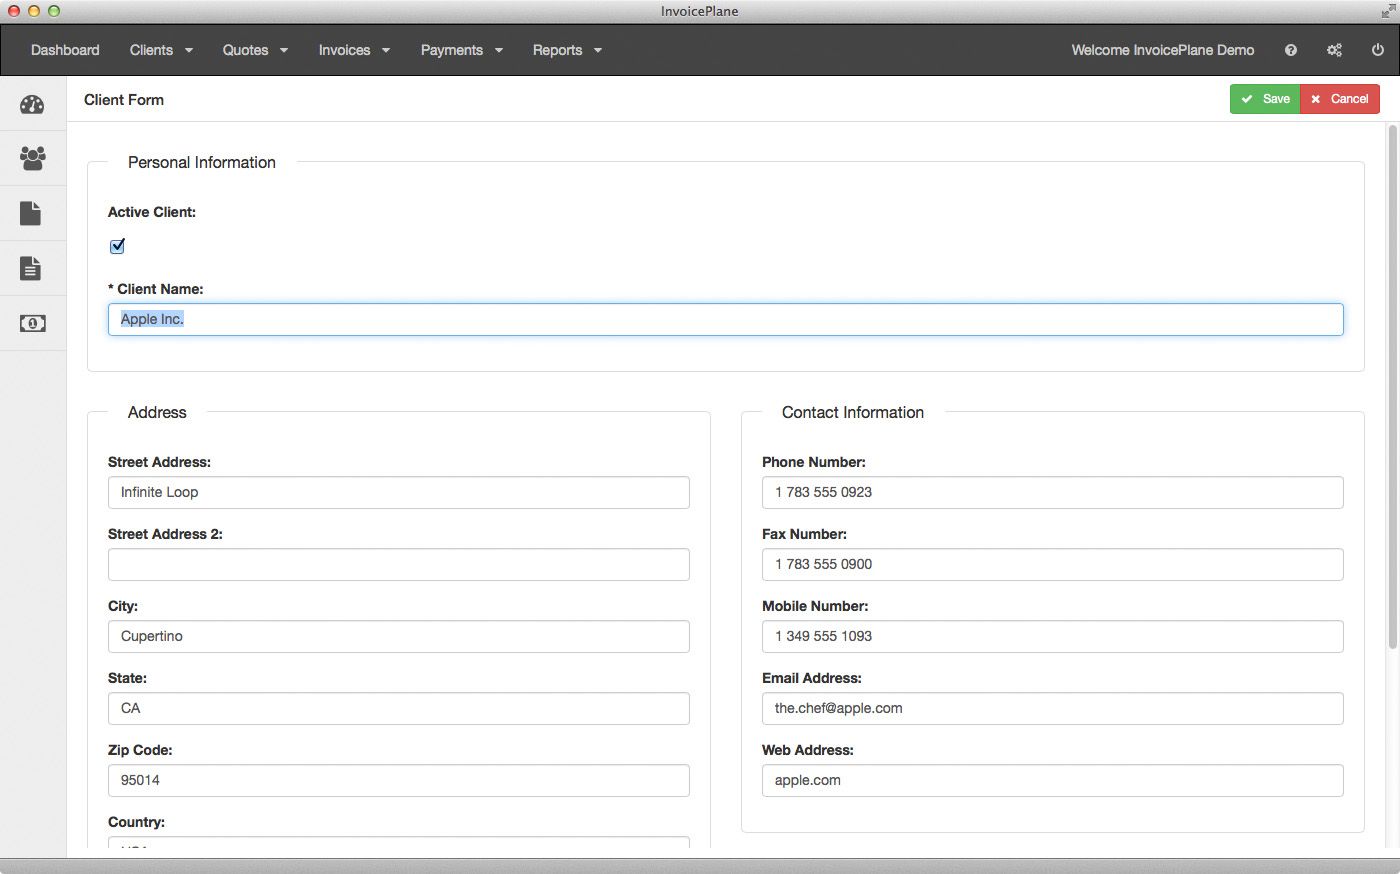 InvoicePlane
Dashboard Clients Quotes Invoices Payments Reports Welcome InvoicePlane Demo
Client Form
Save Cancel
Personal Information
Active Client:
* Client Name:
Apple Inc.
Address
Street Address:
Infinite Loop
Street Address 2:
City:
Cupertino
State:
CA
Zip Code:
95014
Country:
Contact Information
Phone Number:
1 783 555 0923
Fax Number:
1 783 555 0900
Mobile Number:
1 349 555 1093
Email Address:
the.chef@apple.com
Web Address:
apple.com